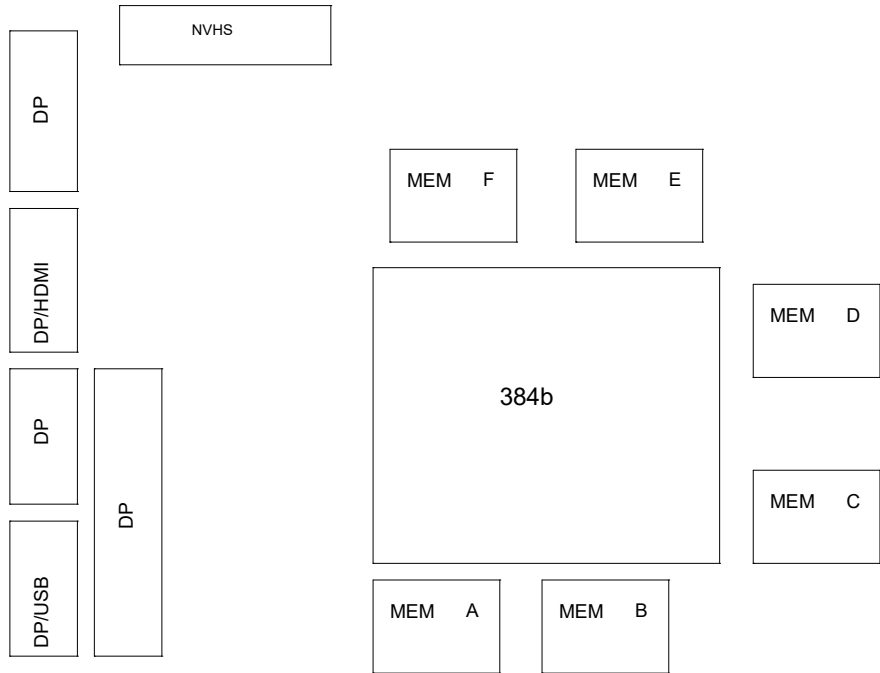 NVHS
DP
DP/HDMI
DP
DP/USB
DP
MEM F
MEM E
MEM D
384b
MEM C
MEM A
MEM B